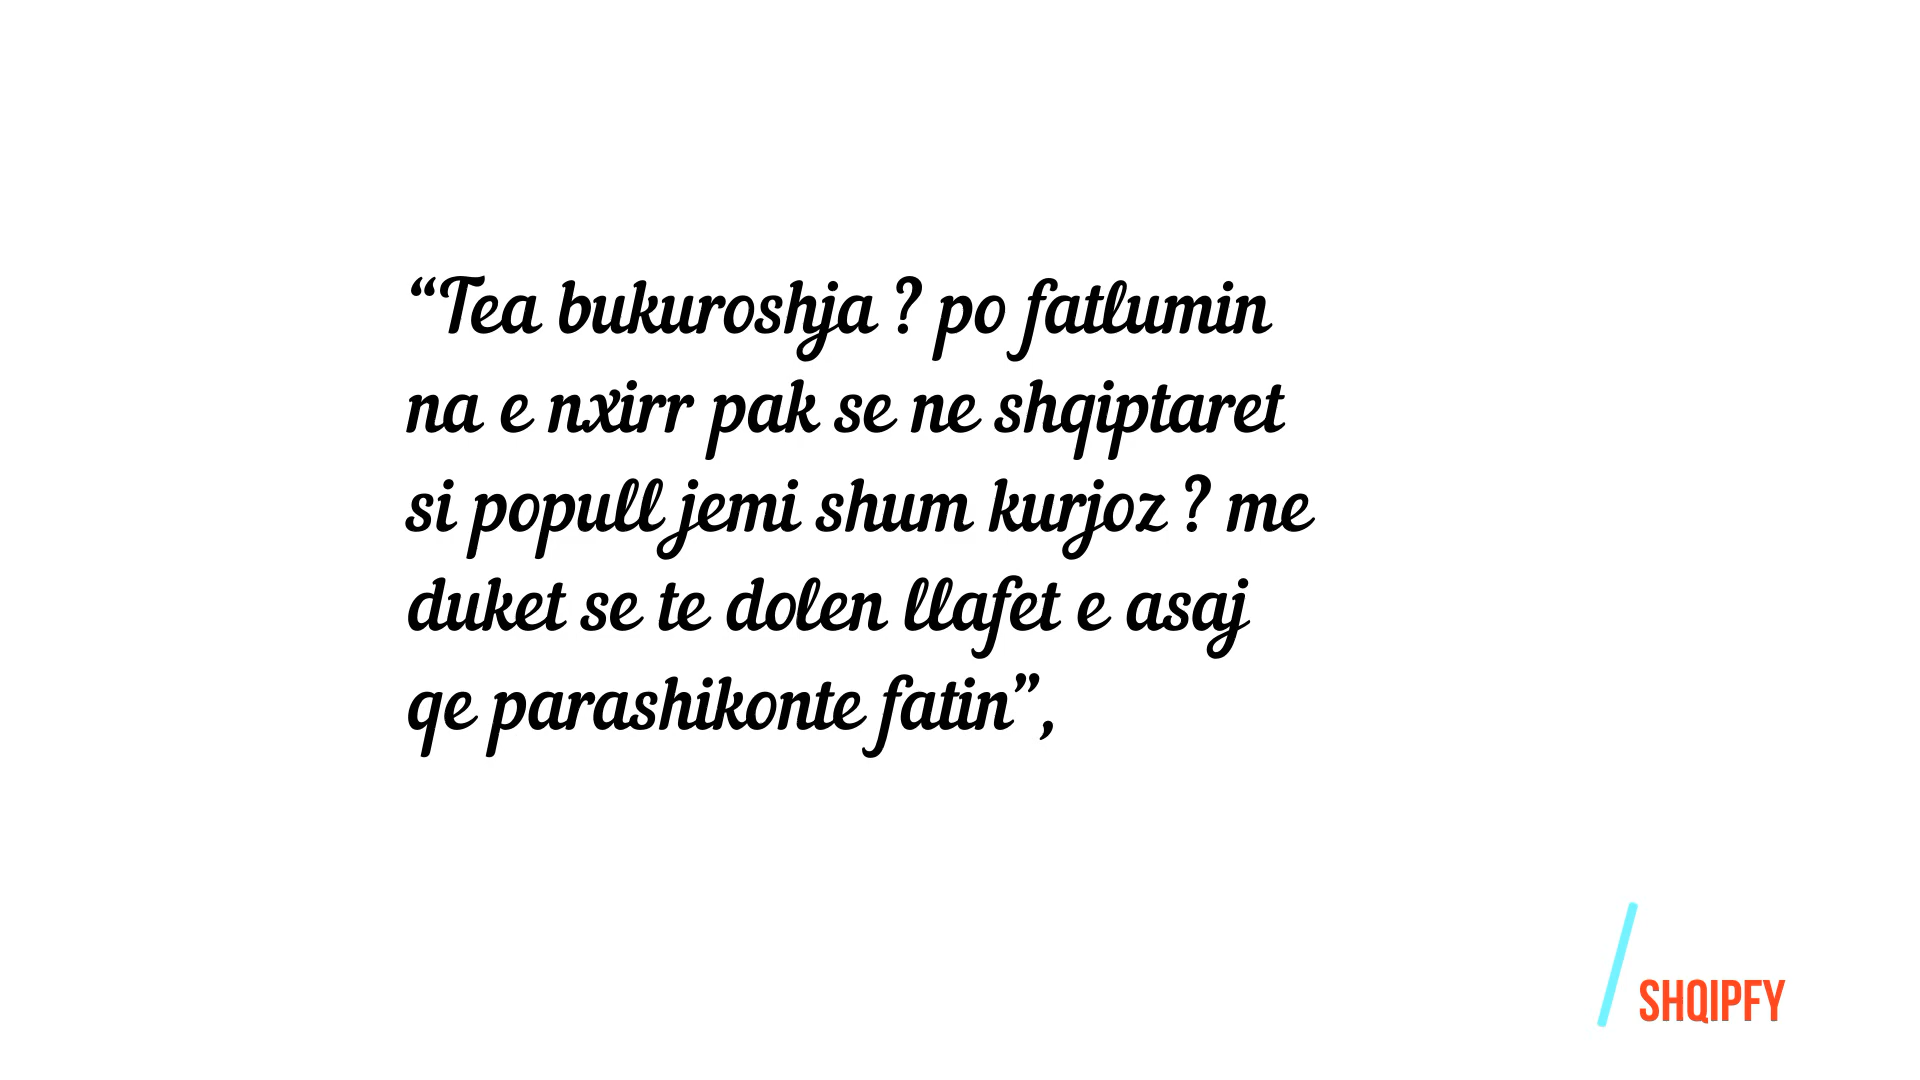 “Tea bukuroshja ? po fatlumin
na e nxirr pak se ne shqiptaret
si popull jemi shum kurjoz ? me
duket se te dolen llafet e asaj
qe parashikonte fatin”,
SHQIPFY